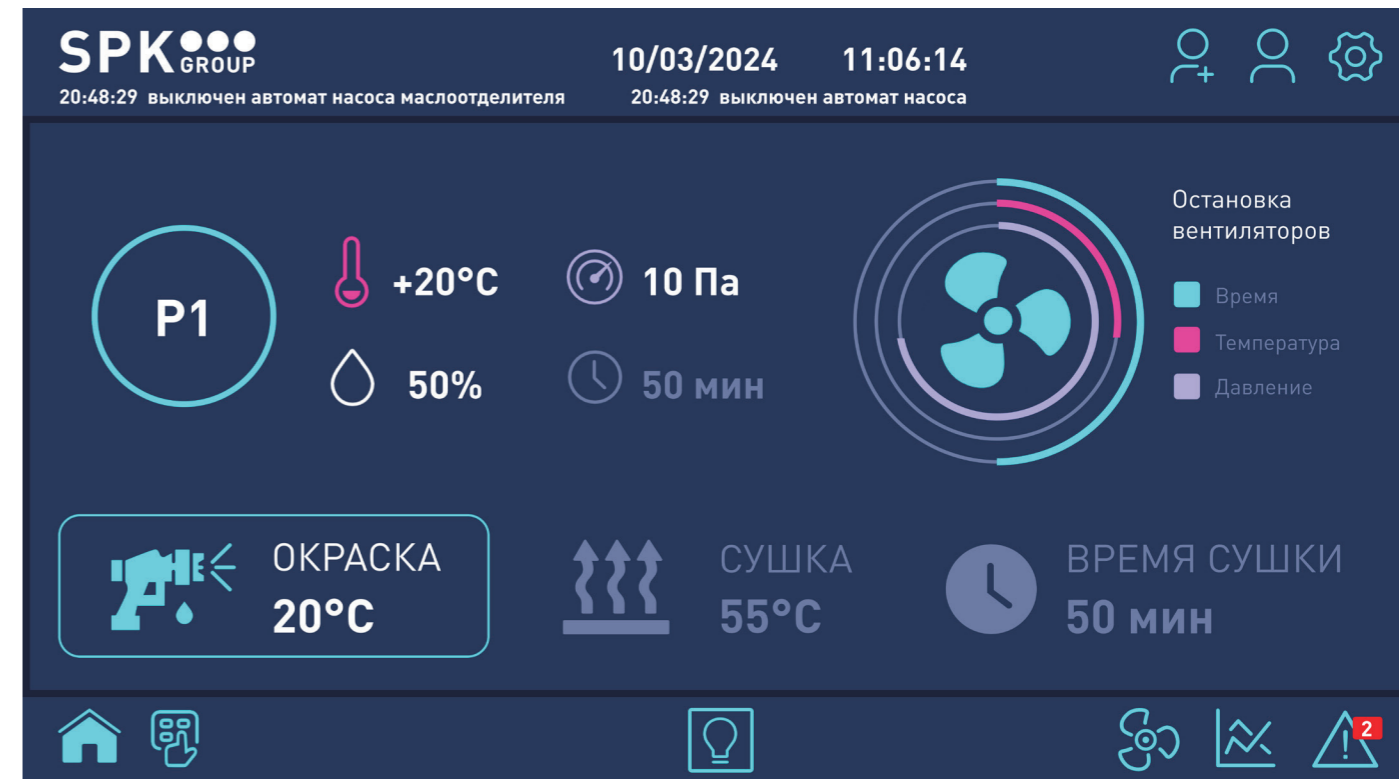 SPK GROUP
10/03/2024 11:06:14
20:48:29 выключен автомат насоса маслоотделителя 20:48:29 выключен автомат насоса
Остановка
вентиляторов
P1
+20°C
10 Па
50%
50 мин
Время
Температура
Давление
ОКРАСКА
20°C
СУШКА
55°C
ВРЕМЯ СУШКИ
50 мин
2